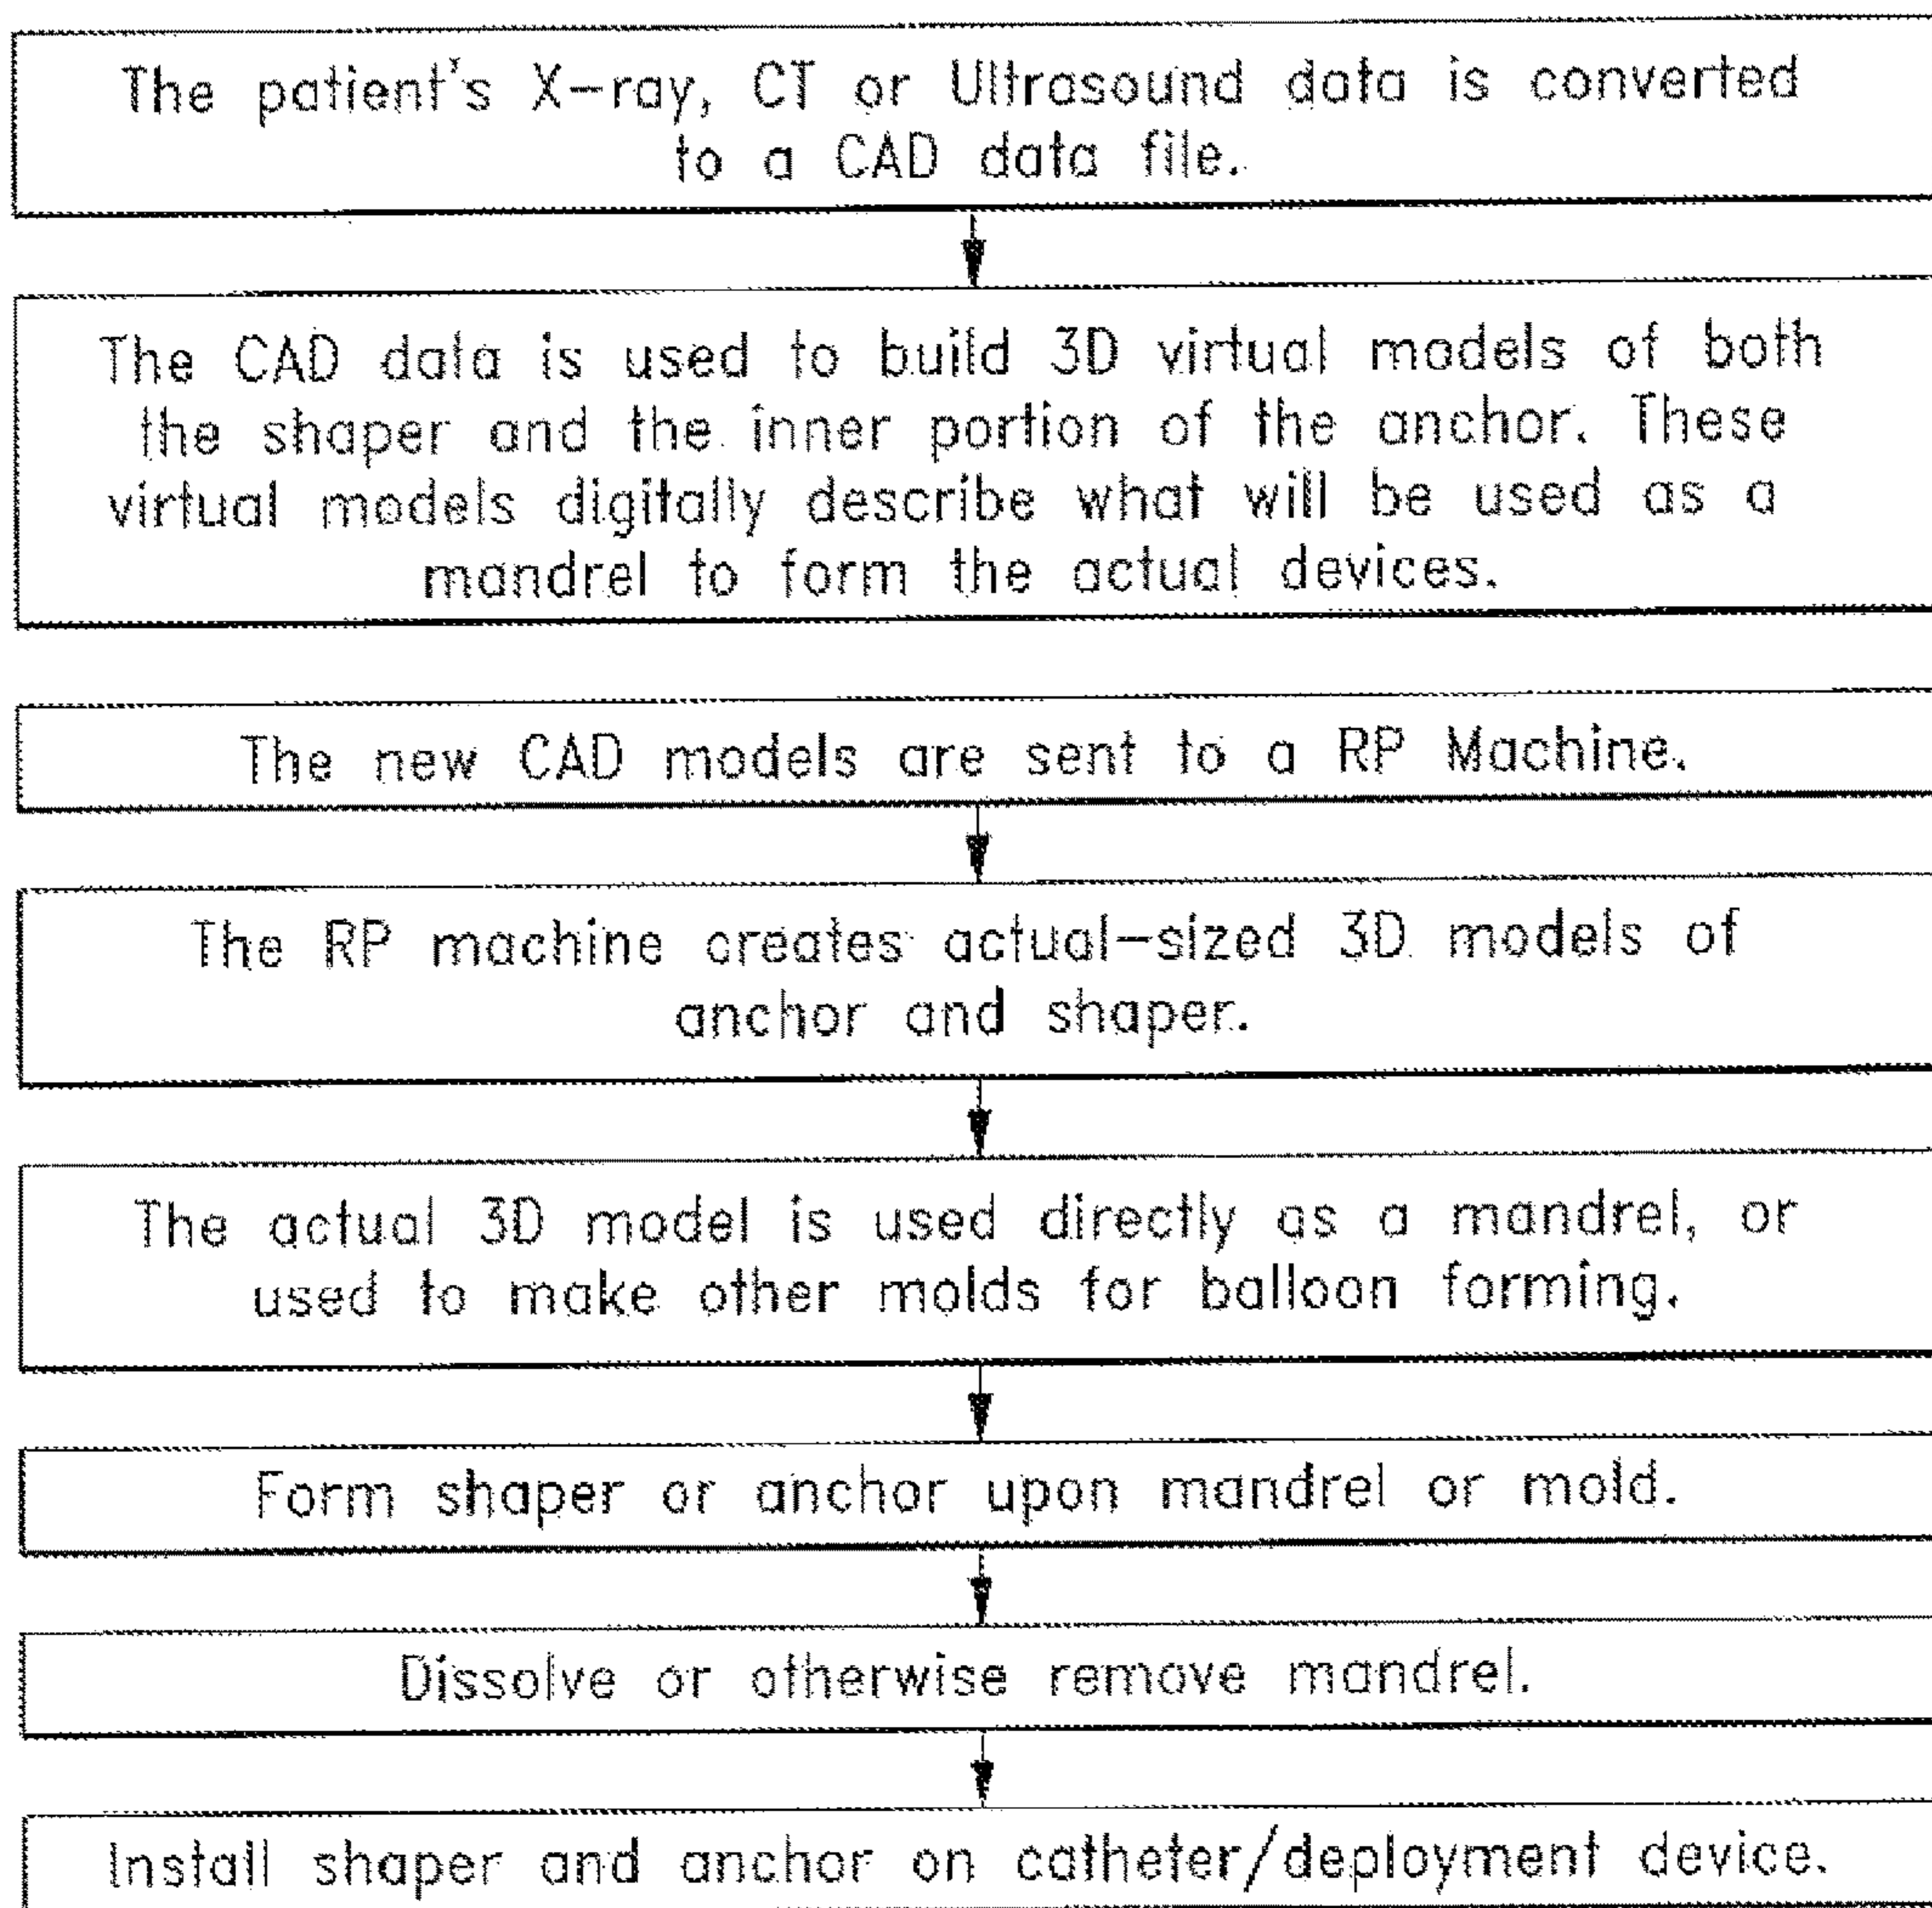 The patient's X-ray, CT or Ultrasound data is converted
to a CAD data file.
The CAD data is used to build 3D virtual models of both
the shaper and the inner portion of the anchor. These
virtual models digitally describe what will be used as a
mandrel to form the actual devices.
The new CAD models are sent to a RP Machine.
The RP machine creates actual-sized 3D models of
anchor and shaper.
The actual 3D model is used directly as a mandrel, or
used to make other molds for balloon forming.
Form shaper or anchor upon mandrel or mold.
Dissolve or otherwise remove mandrel.
Install shaper and anchor on catheter/deployment device.